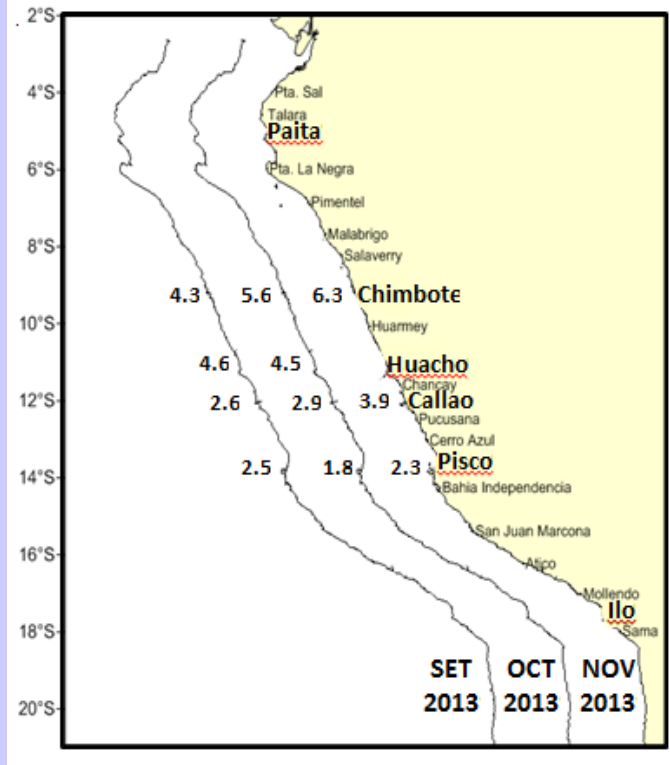 2°S
4°S
Pta. Sal
Talara
Paita
6°S
Pta. La Negra
Pimentel
Malabrigo
8°S
Salaverry
4.3 5.6 6.3 Chimbote
10°S
Huarmey
4.6 4.5 Huacho
Chancay
12°S
2.6 2.9 3.9 Callao
Pucusana
Cerro Azul
2.5 1.8 2.3 Pisco
14°S
Bahia Independencia
San Juan Marcona
16°S
Atico
Mollendo
Ilo
18°S
Sama
SET OCT NOV
2013 2013 2013
20°S